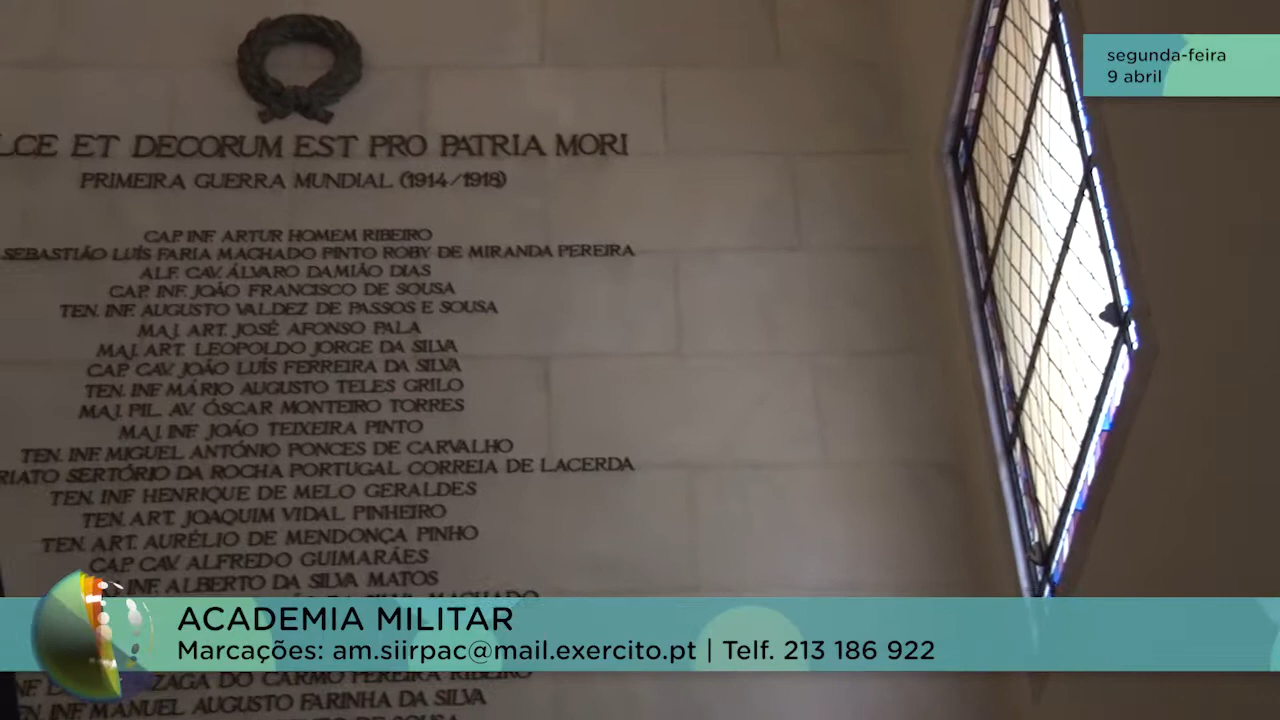 segunda-feira
9 abril
LCE ET DECORUM EST PRO PATRIA MORI
PRIMEIRA GUERRA MUNDIAL (1914/1918)
CAP. INF. ARTUR HOMEM RIBEIRO
SEBASTIÃO LUÍS FARIA MACHADO PINTO ROBY DE MIRANDA PEREIRA
ALF. CAV. ÁLVARO DAMIÃO DIAS
CAP. INF. JOÃO FRANCISCO DE SOUSA
TEN. INF. AUGUSTO VALDEZ DE PASSOS E SOUSA
MAJ. ART. JOSÉ AFONSO PALA
MAJ. ART. LEOPOLDO JORGE DA SILVA
CAP. CAV. JOÃO LUÍS FERREIRA DA SILVA
TEN. INF. MÁRIO AUGUSTO TELES GRILO
MAJ. PIL. AV. ÓSCAR MONTEIRO TORRES
MAJ. INF. JOÃO TEIXEIRA PINTO
TEN. INF. MIGUEL ANTÓNIO PONCES DE CARVALHO
RIATO SERTÓRIO DA ROCHA PORTUGAL CORREIA DE LACERDA
TEN. INF. HENRIQUE DE MELO GERALDES
TEN. ART. JOAQUIM VIDAL PINHEIRO
TEN. ART. AURÉLIO DE MENDONÇA PINHO
CAP. CAV. ALFREDO GUIMARÃES
INF. ALBERTO DA SILVA MATOS
ACADEMIA MILITAR
Marcações: am.siirpac@mail.exercito.pt | Telf. 213 186 922
ZAGA DO CARMO PEREIRA RIBEIRO
EN. INF. MANUEL AUGUSTO FARINHA DA SILVA